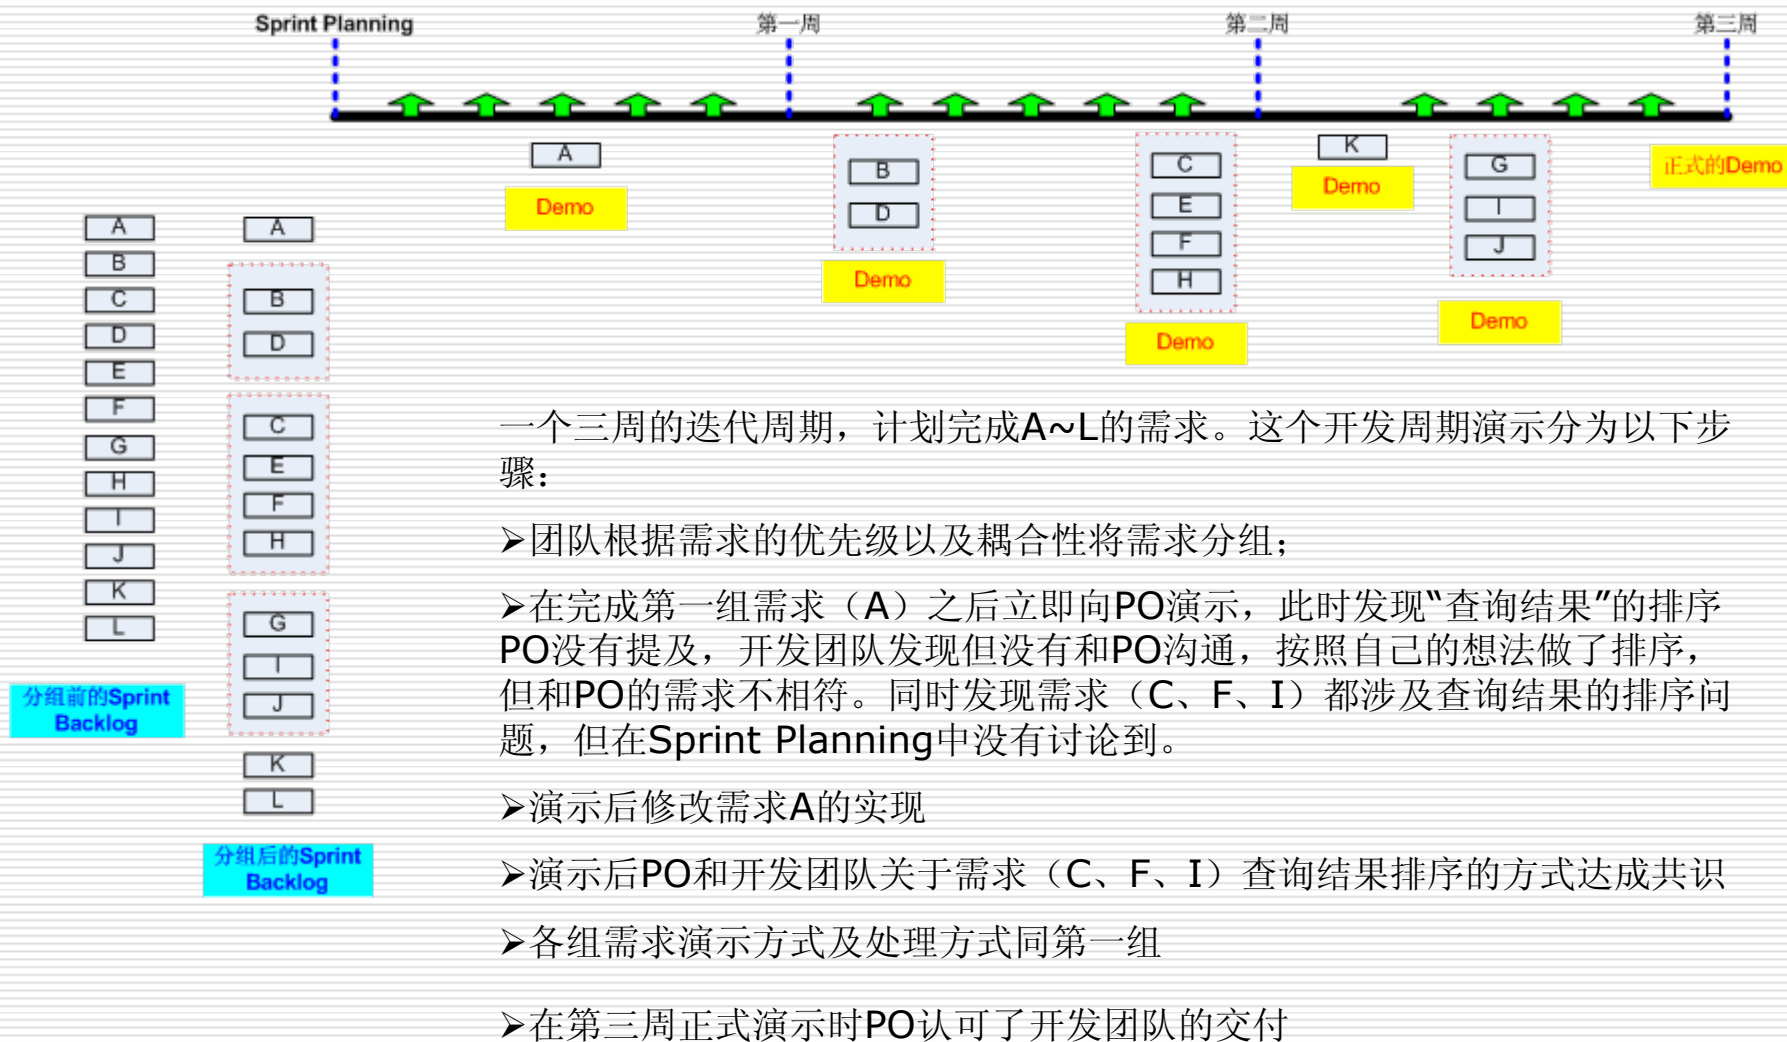 Sprint Planning
第一周
第二周
第三周
A
Demo
B
D
Demo
C
E
F
H
Demo
K
Demo
G
I
J
Demo
正式的Demo
A
B
C
D
E
F
G
H
I
J
K
L
分组前的Sprint
Backlog
A
B
D
C
E
F
H
G
I
J
K
L
分组后的Sprint
Backlog
一个三周的迭代周期，计划完成A~L的需求。这个开发周期演示分为以下步
骤：
➢团队根据需求的优先级以及耦合性将需求分组；
➢在完成第一组需求（A）之后立即向PO演示，此时发现“查询结果”的排序
PO没有提及，开发团队发现但没有和PO沟通，按照自己的想法做了排序，
但和PO的需求不相符。同时发现需求（C、F、I）都涉及查询结果的排序问
题，但在Sprint Planning中没有讨论到。
➢演示后修改需求A的实现
➢演示后PO和开发团队关于需求（C、F、I）查询结果排序的方式达成共识
➢各组需求演示方式及处理方式同第一组
➢在第三周正式演示时PO认可了开发团队的交付